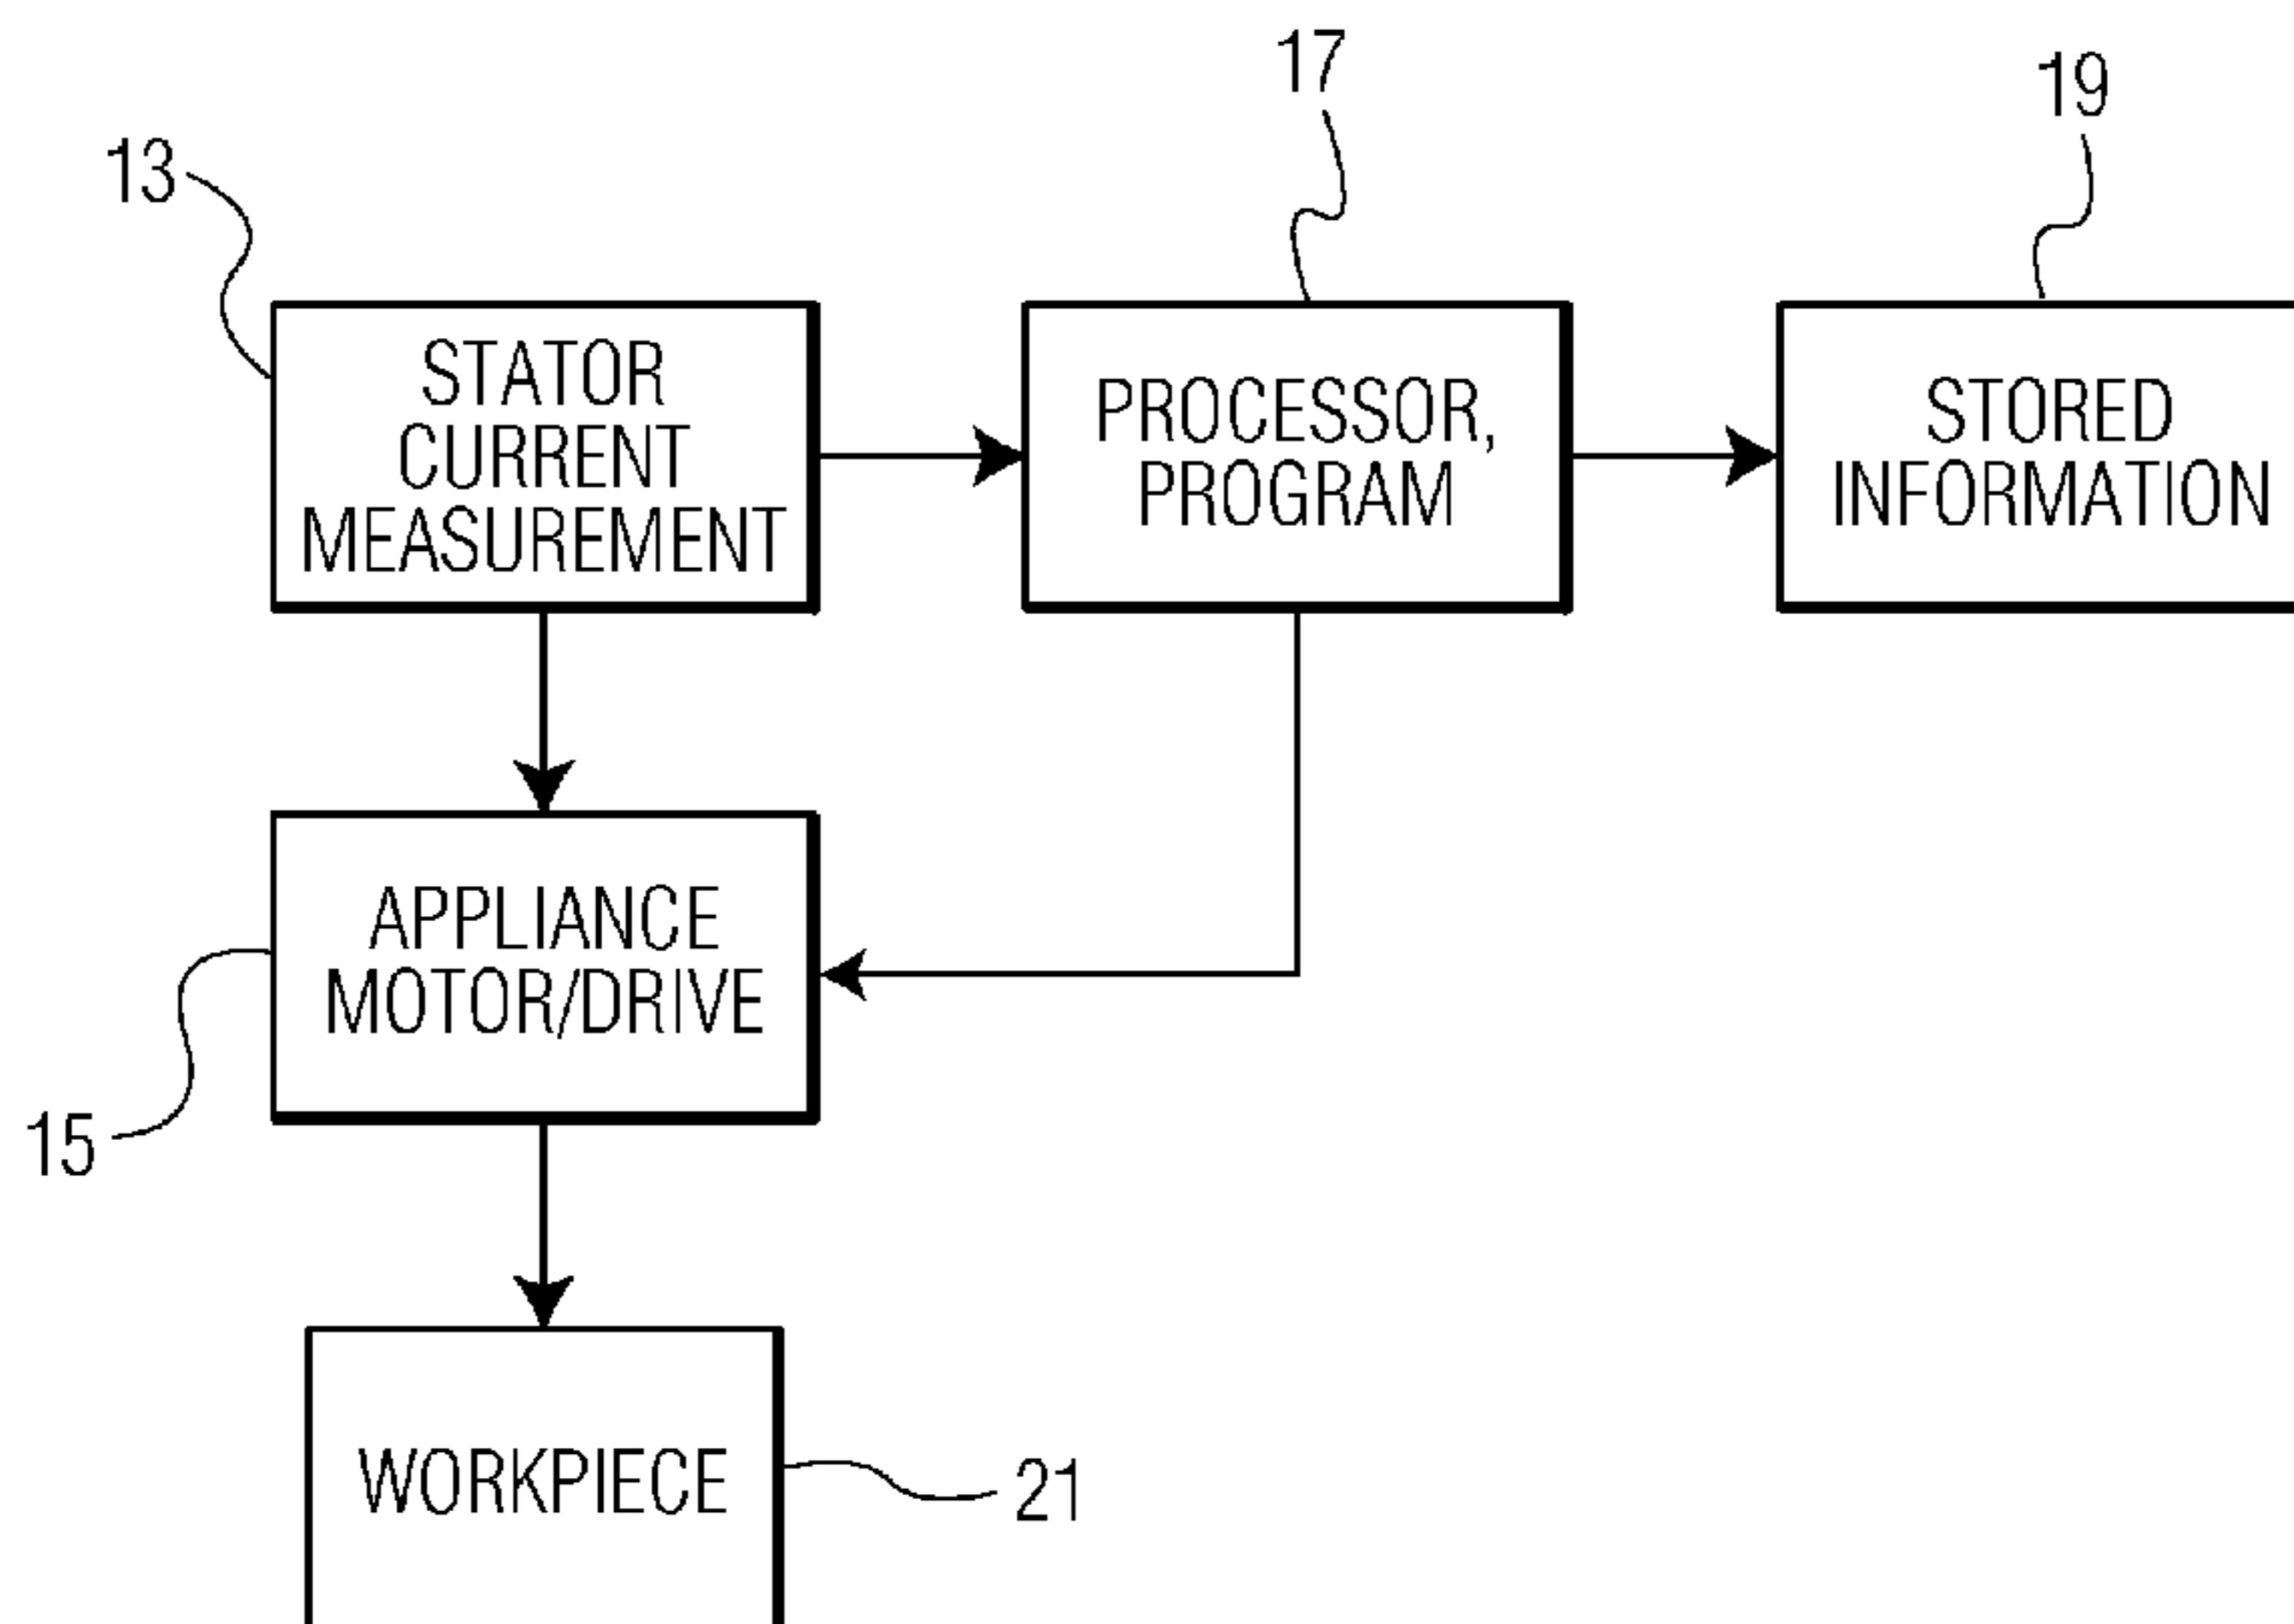 17
19
13
STATOR
CURRENT
MEASUREMENT
PROCESSOR,
PROGRAM
STORED
INFORMATION
APPLIANCE
MOTOR/DRIVE
15
WORKPIECE
21